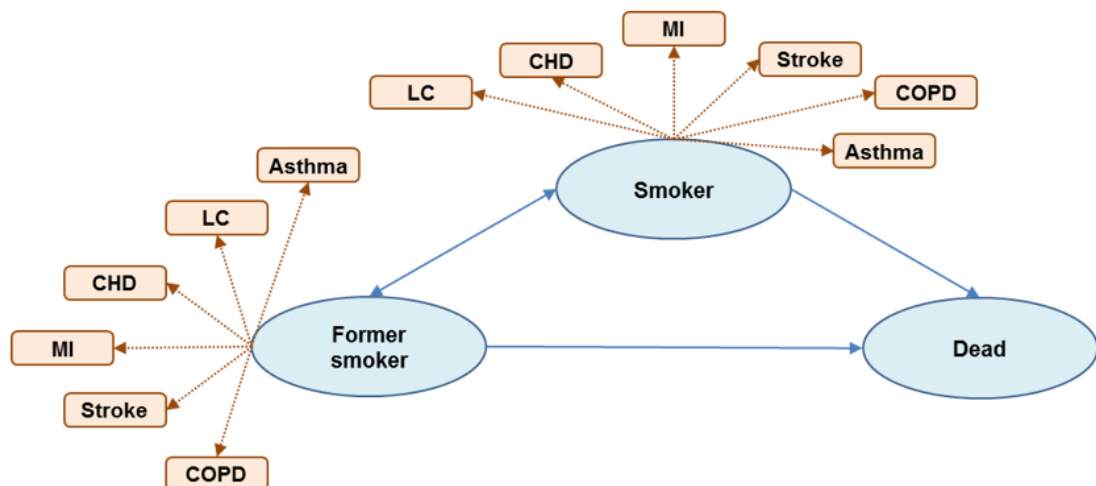 MI
CHD
Stroke
LC
COPD
Asthma
Asthma
Smoker
LC
CHD
MI
Former
smoker
Dead
Stroke
COPD